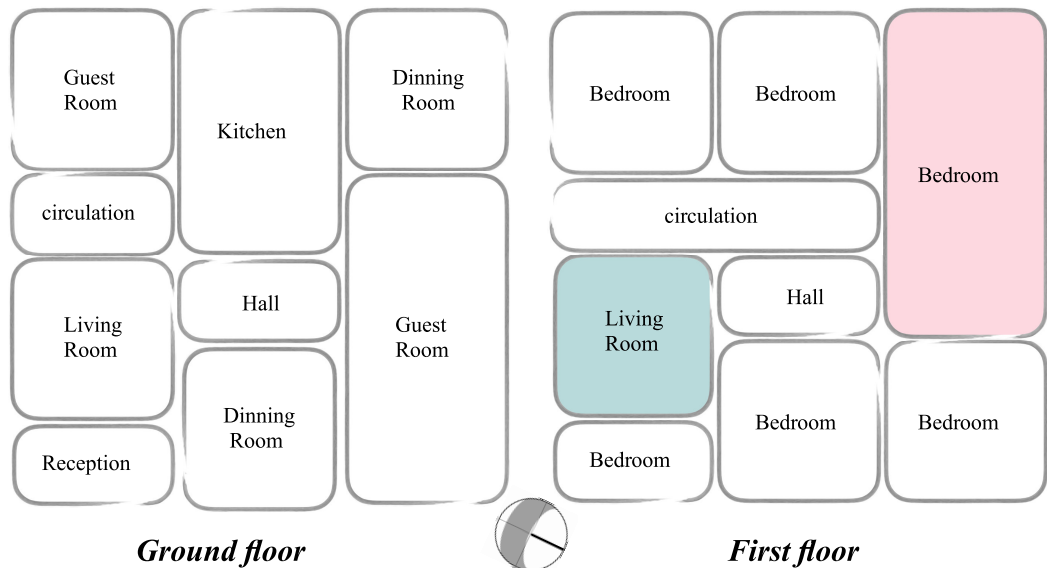 Guest
Room
Kitchen
Dinning
Room
circulation
Living
Room
Hall
Guest
Room
Dinning
Room
Reception
Ground floor
Bedroom
Bedroom
Bedroom
circulation
Living
Room
Hall
Bedroom
Bedroom
Bedroom
First floor